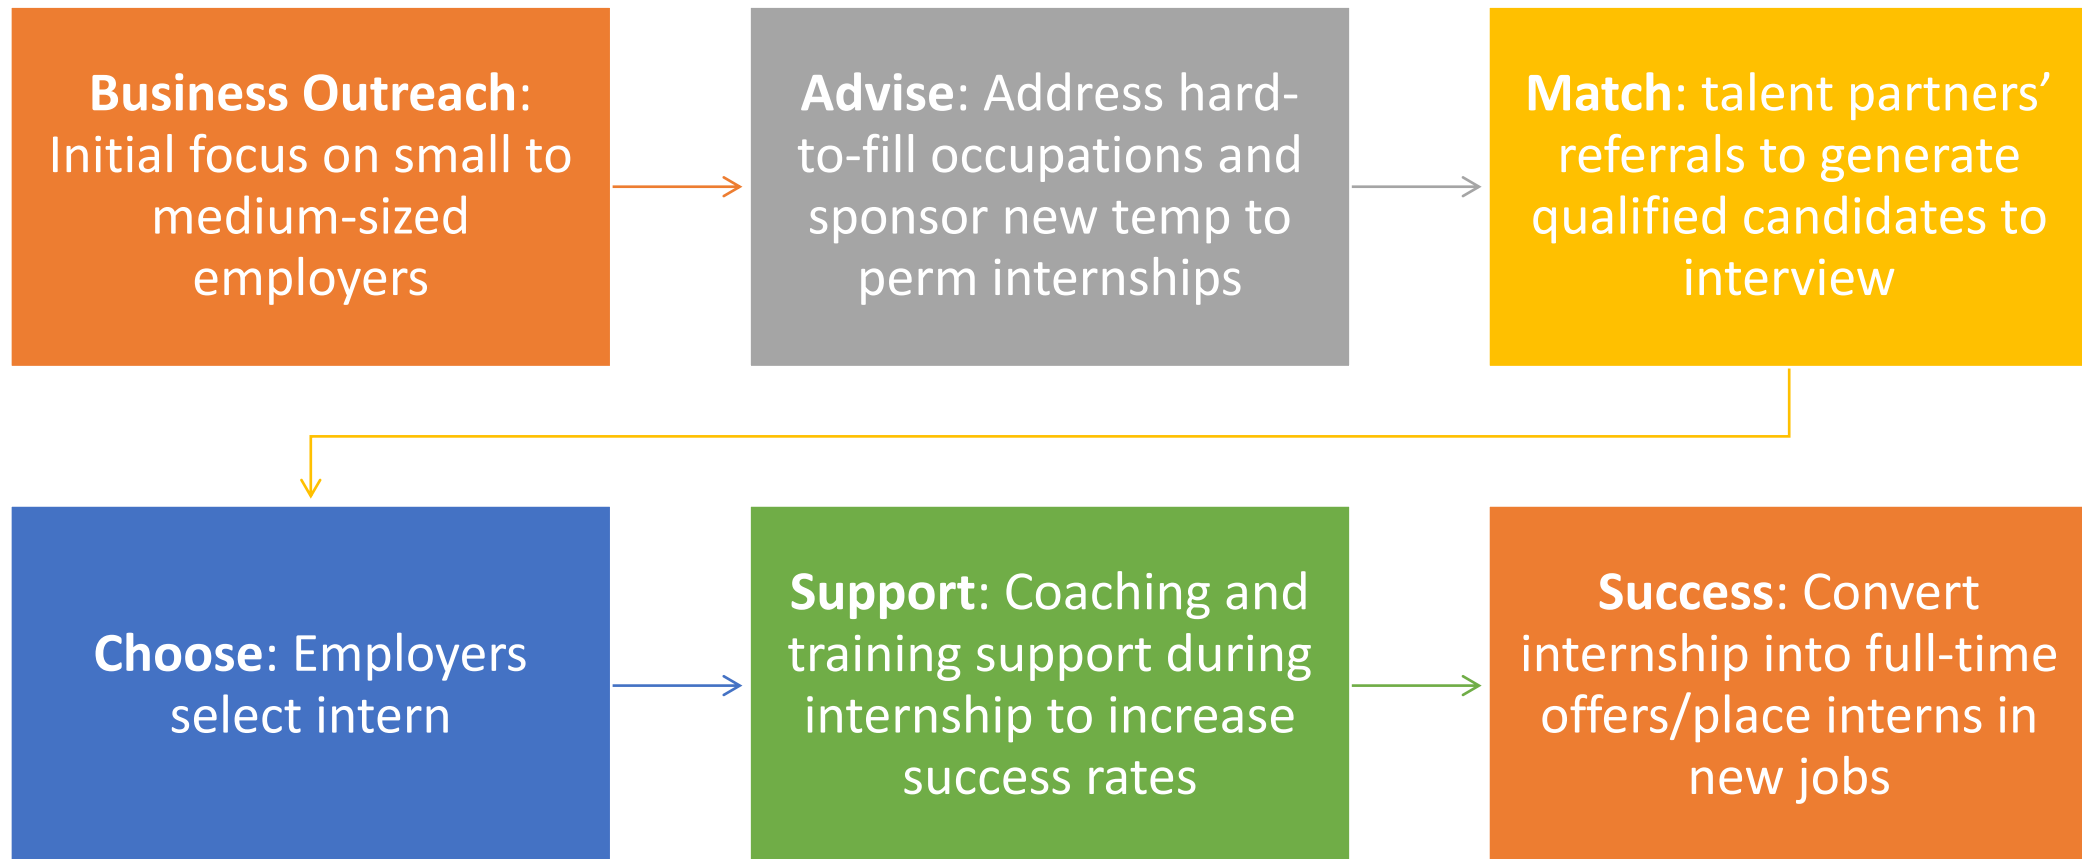 Business Outreach:
Initial focus on small to
medium-sized
employers
Advise: Address hard-
to-fill occupations and
sponsor new temp to
perm internships
Match: talent partners’
referrals to generate
qualified candidates to
interview
Choose: Employers
select intern
Support: Coaching and
training support during
internship to increase
success rates
Success: Convert
internship into full-time
offers/place interns in
new jobs